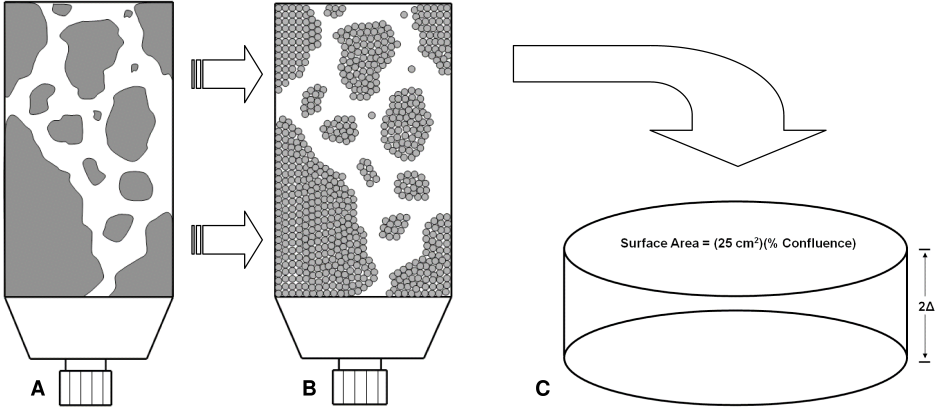 Surface Area = (25 cm²)(% Confluence)
2Δ
A
B
C